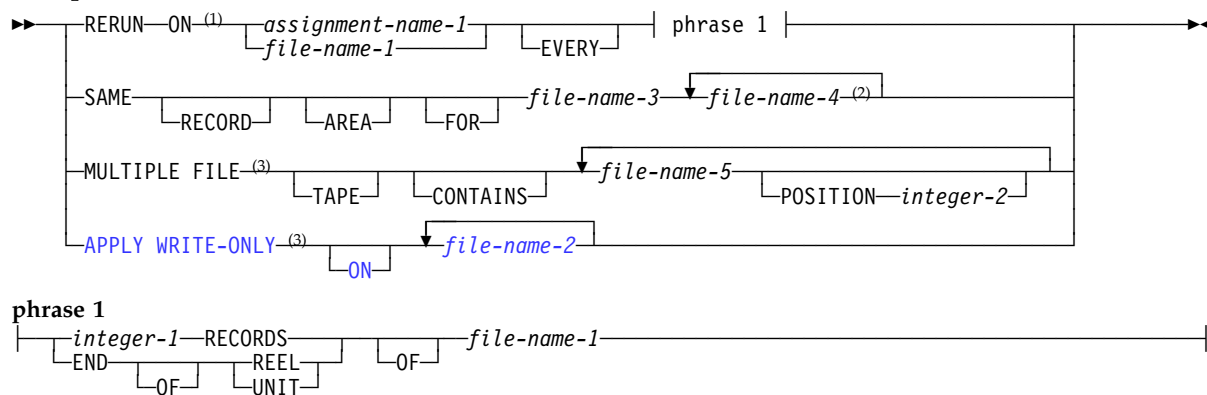 RERUN ON (1) assignment-name-1 phrase 1
file-name-1 EVERY
SAME file-name-3 file-name-4 (2)
RECORD AREA FOR
MULTIPLE FILE (3) file-name-5
TAPE CONTAINS POSITION integer-2
APPLY WRITE-ONLY (3) file-name-2
ON
phrase 1
integer-1 RECORDS file-name-1
END REEL OF
OF UNIT